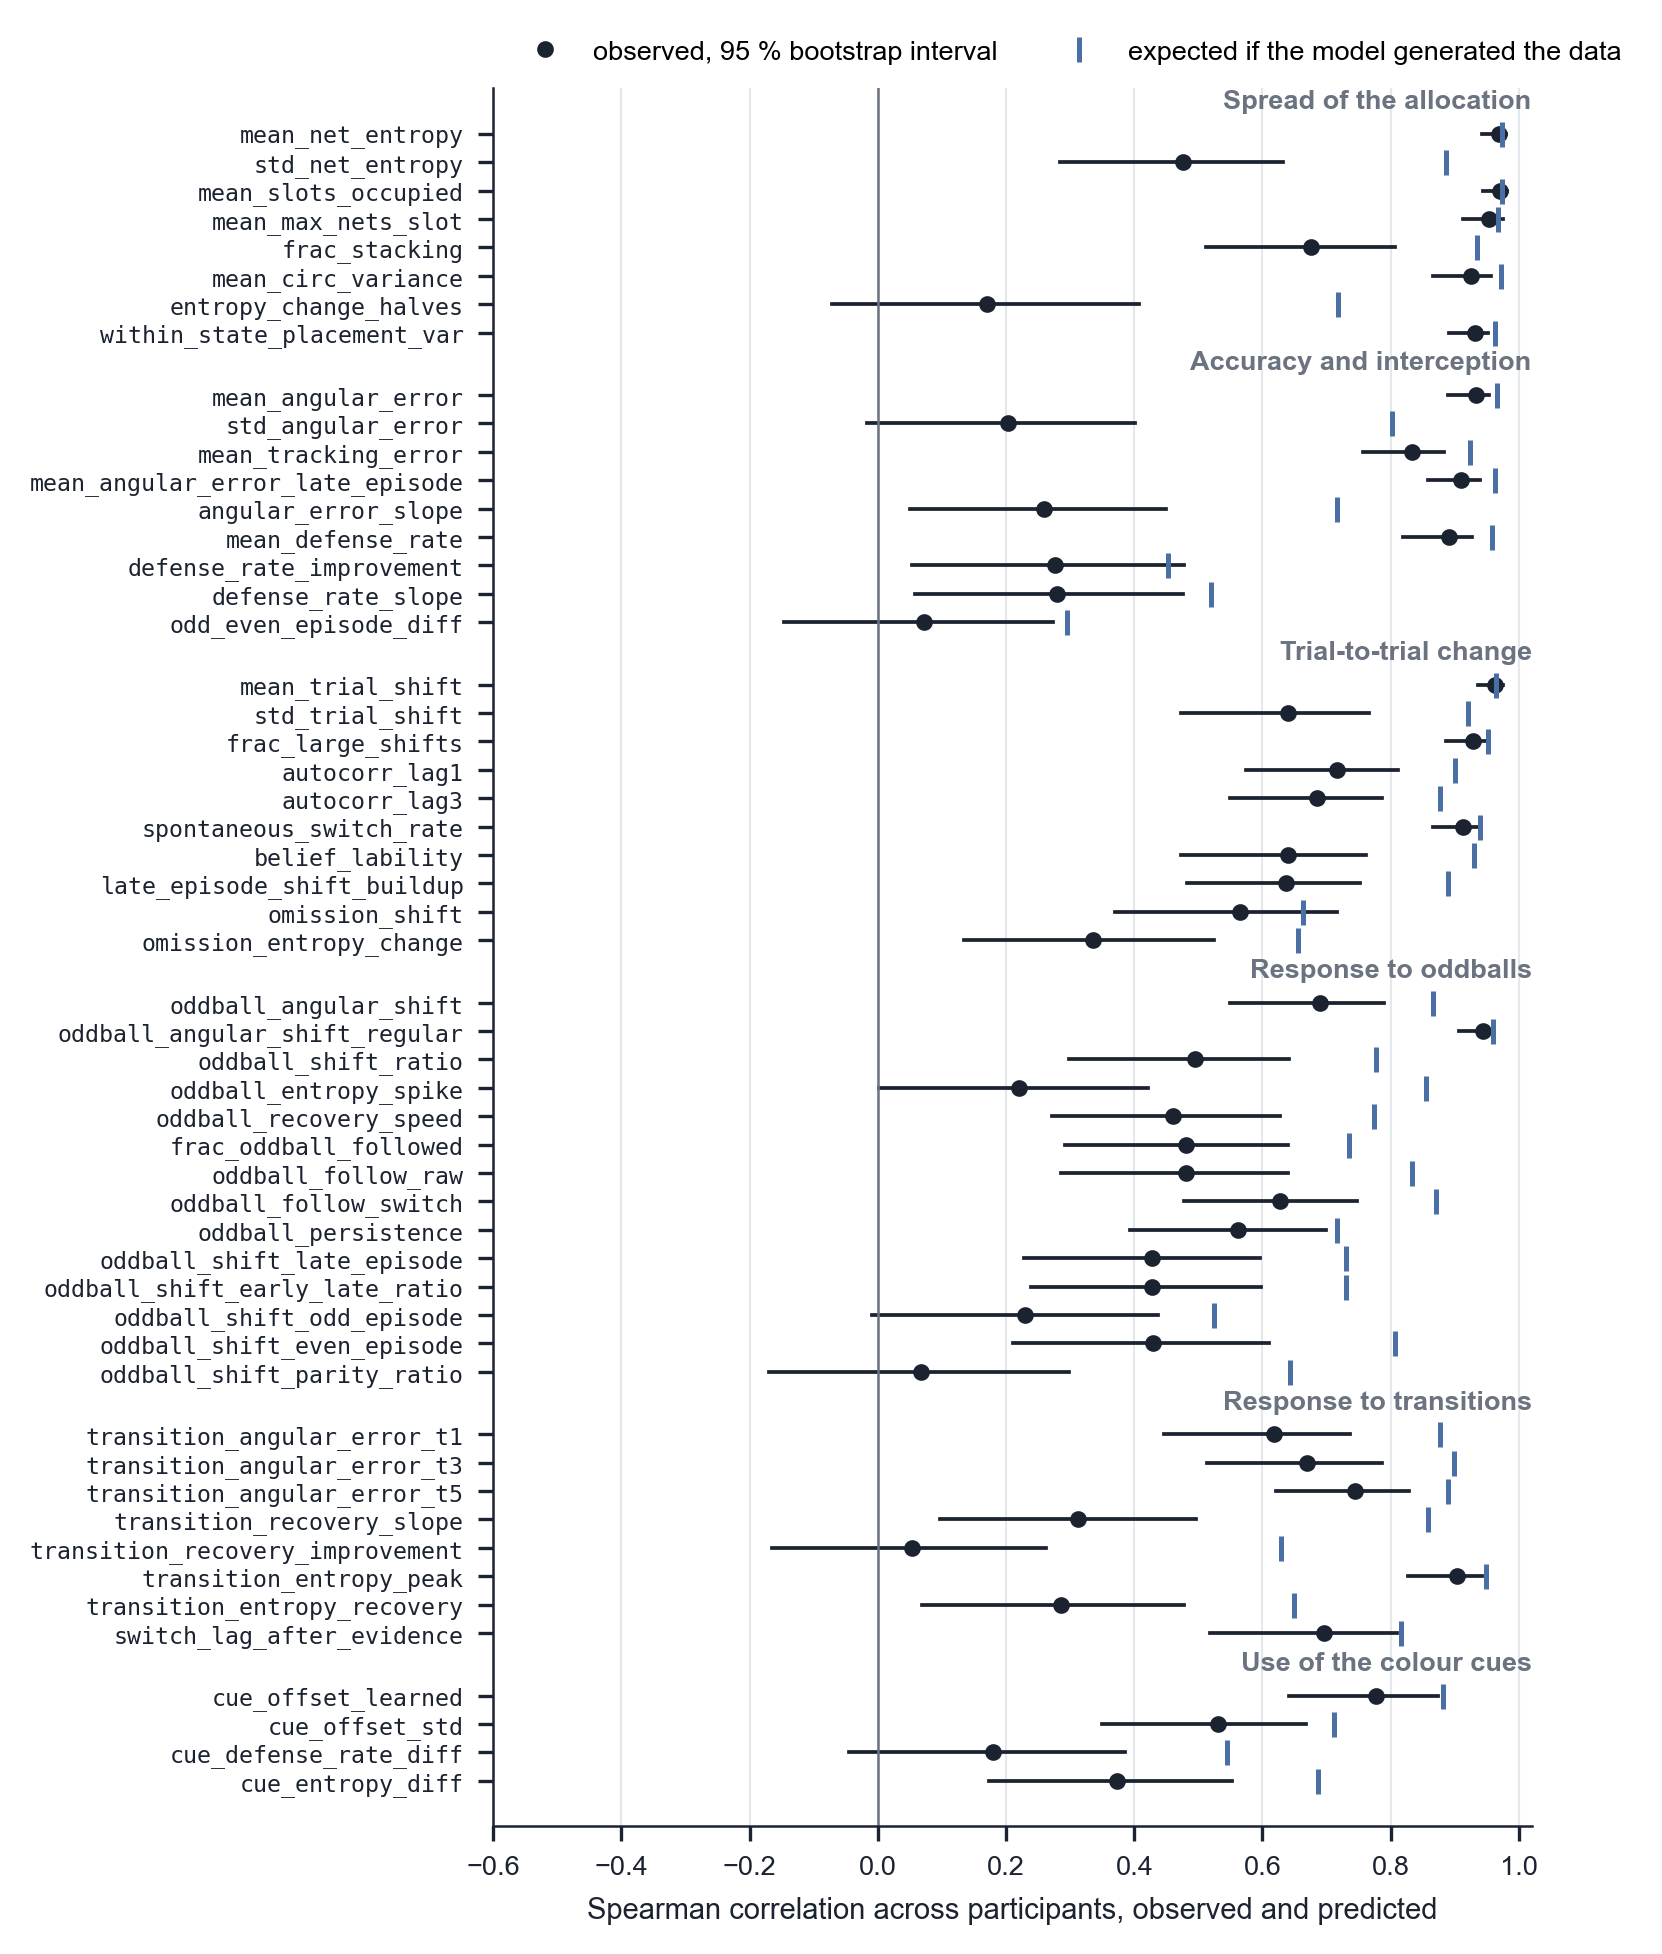 observed, 95 % bootstrap interval
expected if the model generated the data
Spread of the allocation
mean_net_entropy
std_net_entropy
mean_slots_occupied
mean_max_nets_slot
frac_stacking
mean_circ_variance
entropy_change_halves
within_state_placement_var
Accuracy and interception
mean_angular_error
std_angular_error
mean_tracking_error
mean_angular_error_late_episode
angular_error_slope
mean_defense_rate
defense_rate_improvement
defense_rate_slope
odd_even_episode_diff
Trial-to-trial change
mean_trial_shift
std_trial_shift
frac_large_shifts
autocorr_lag1
autocorr_lag3
spontaneous_switch_rate
belief_lability
late_episode_shift_buildup
omission_shift
omission_entropy_change
Response to oddballs
oddball_angular_shift
oddball_angular_shift_regular
oddball_shift_ratio
oddball_entropy_spike
oddball_recovery_speed
frac_oddball_followed
oddball_follow_raw
oddball_follow_switch
oddball_persistence
oddball_shift_late_episode
oddball_shift_early_late_ratio
oddball_shift_odd_episode
oddball_shift_even_episode
oddball_shift_parity_ratio
Response to transitions
transition_angular_error_t1
transition_angular_error_t3
transition_angular_error_t5
transition_recovery_slope
transition_recovery_improvement
transition_entropy_peak
transition_entropy_recovery
switch_lag_after_evidence
Use of the colour cues
cue_offset_learned
cue_offset_std
cue_defense_rate_diff
cue_entropy_diff
−0.6 −0.4 −0.2 0.0 0.2 0.4 0.6 0.8 1.0
Spearman correlation across participants, observed and predicted